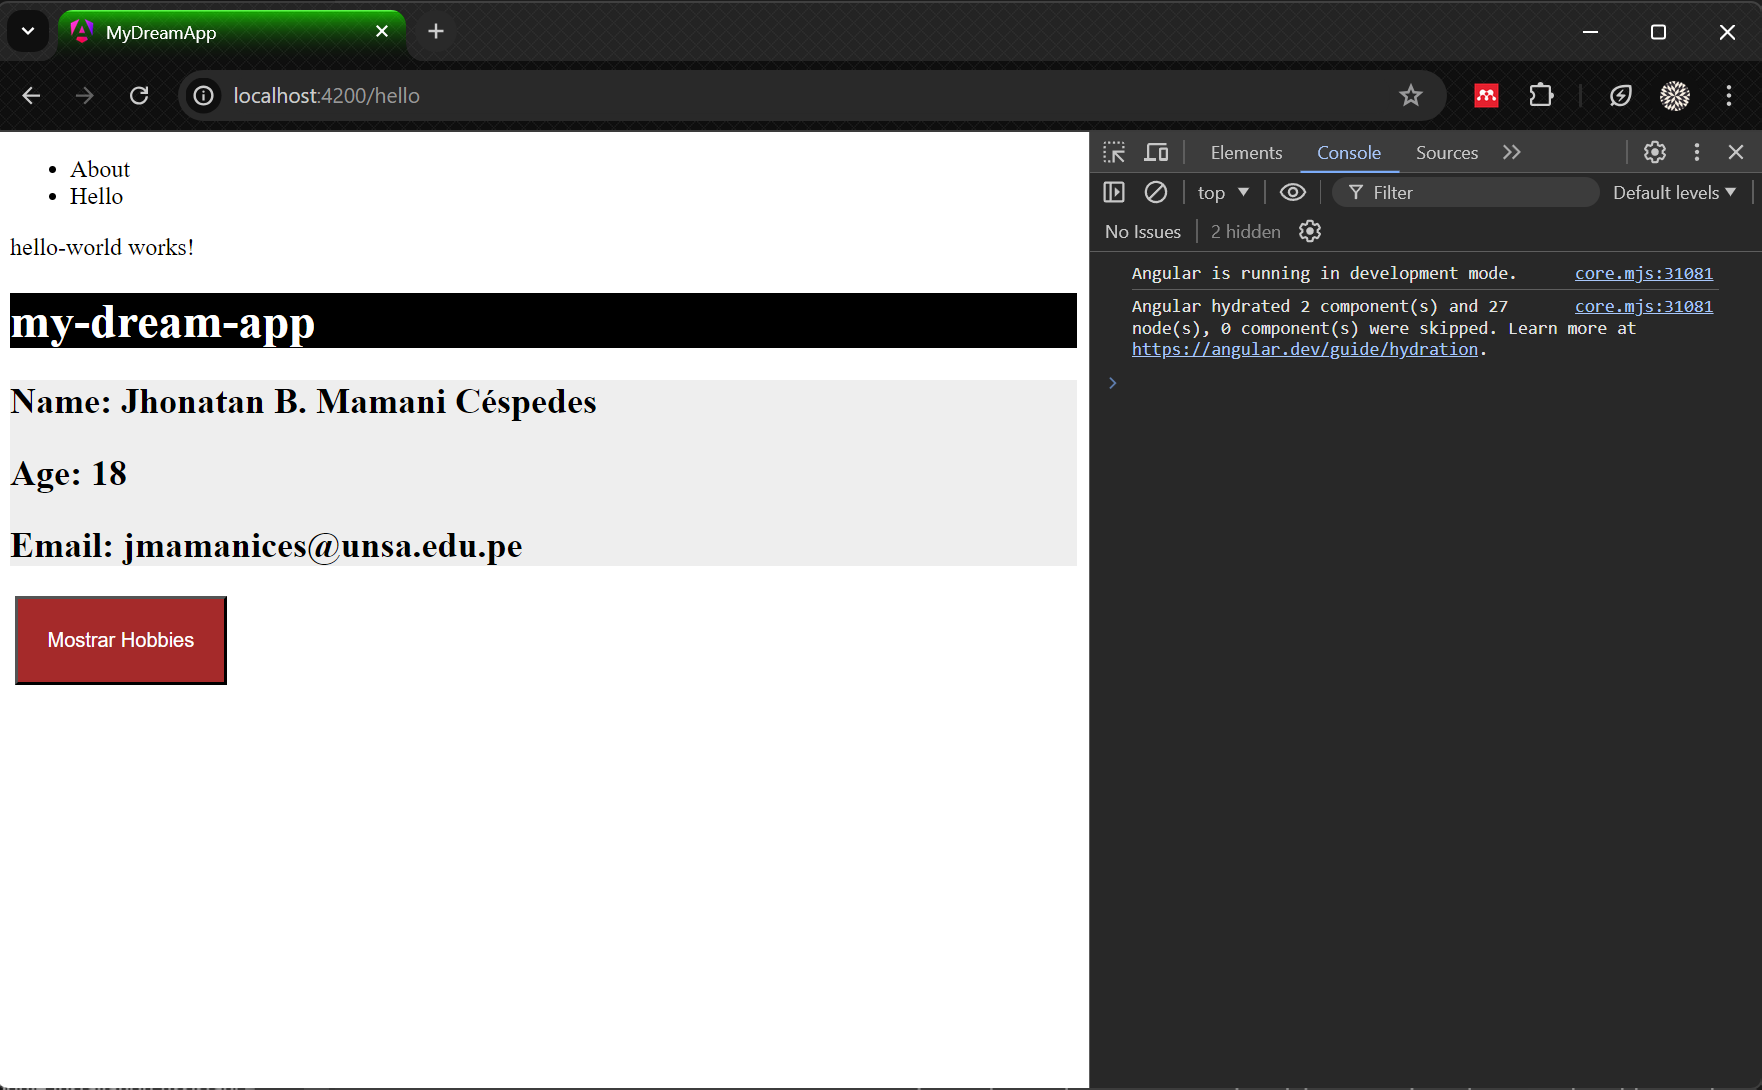 MyDreamApp
localhost:4200/hello
About
Hello
hello-world works!
my-dream-app
Name: Jhonatan B. Mamani Céspedes
Age: 18
Email: jmamanices@unsa.edu.pe
Mostrar Hobbies
Elements Console Sources
top Filter Default levels
No Issues 2 hidden
Angular is running in development mode. core.mjs:31081
Angular hydrated 2 component(s) and 27 core.mjs:31081
node(s), 0 component(s) were skipped. Learn more at
https://angular.dev/guide/hydration.